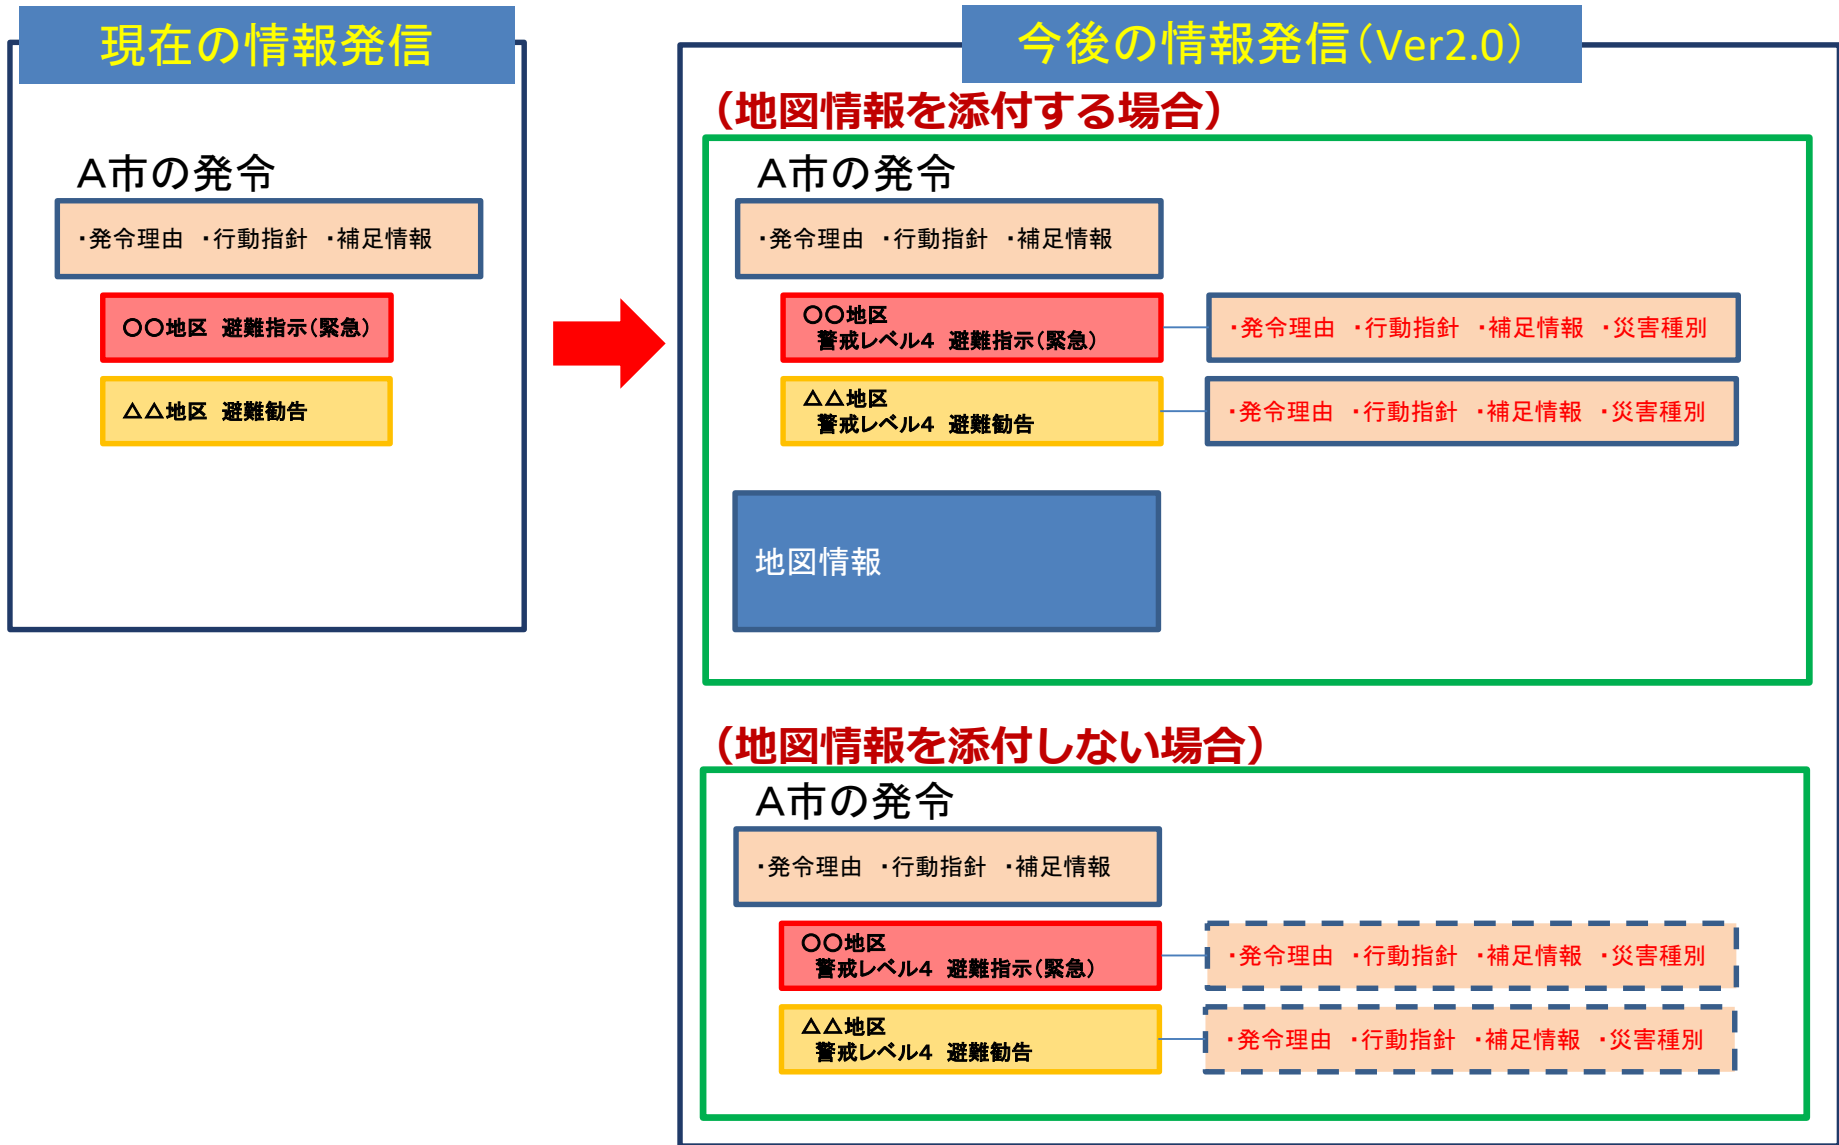 現在の情報発信
A市の発令
・発令理由　・行動指針　・補足情報
〇〇地区　避難指示(緊急)
△△地区　避難勧告
今後の情報発信(Ver2.0)
(地図情報を添付する場合)
A市の発令
・発令理由　・行動指針　・補足情報
〇〇地区
警戒レベル4　避難指示(緊急)
・発令理由　・行動指針　・補足情報　・災害種別
△△地区
警戒レベル4　避難勧告
・発令理由　・行動指針　・補足情報　・災害種別
地図情報
(地図情報を添付しない場合)
A市の発令
・発令理由　・行動指針　・補足情報
〇〇地区
警戒レベル4　避難指示(緊急)
・発令理由　・行動指針　・補足情報　・災害種別
△△地区
警戒レベル4　避難勧告
・発令理由　・行動指針　・補足情報　・災害種別